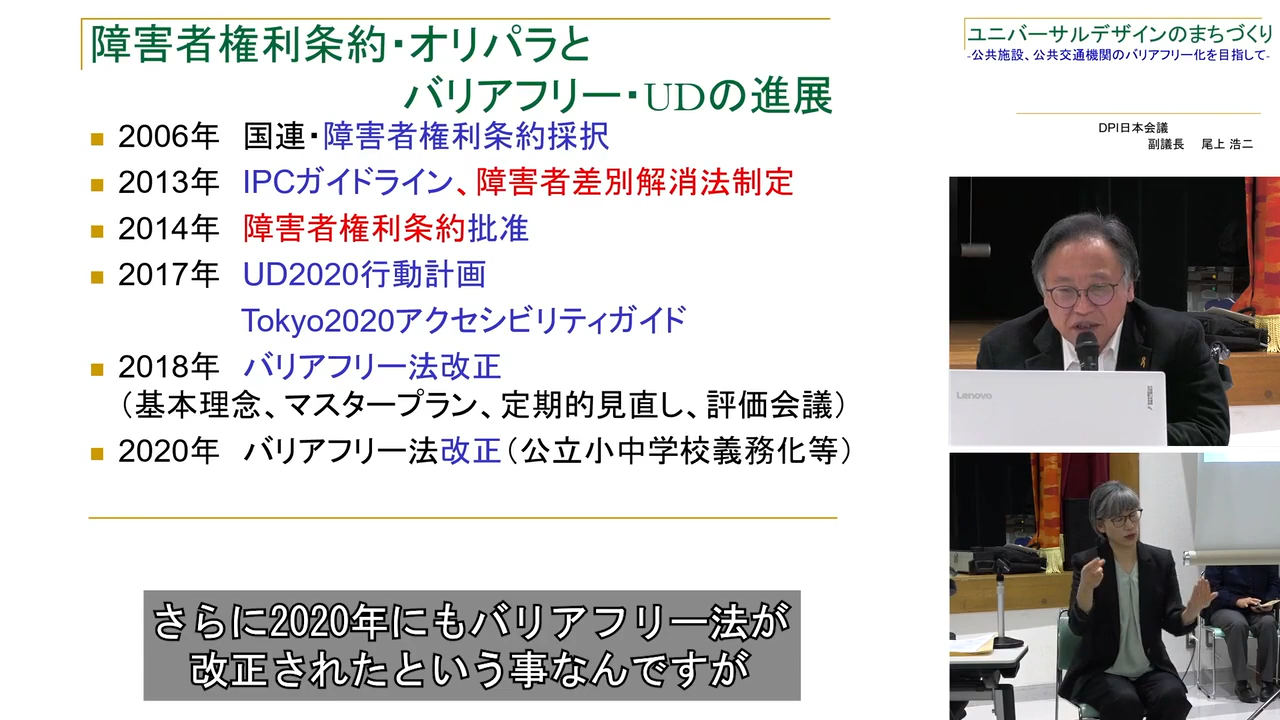 障害者権利条約・オリパラと
バリアフリー・UDの進展
■ 2006年 国連・障害者権利条約採択
■ 2013年 IPCガイドライン、障害者差別解消法制定
■ 2014年 障害者権利条約批准
■ 2017年 UD2020行動計画
Tokyo2020アクセシビリティガイド
■ 2018年 バリアフリー法改正
（基本理念、マスタープラン、定期的見直し、評価会議）
■ 2020年 バリアフリー法改正（公立小中学校義務化等）
さらに2020年にもバリアフリー法が
改正されたという事なんですが
ユニバーサルデザインのまちづくり
-公共施設、公共交通機関のバリアフリー化を目指して-
DPI日本会議
副議長 尾上 浩二
Lenovo